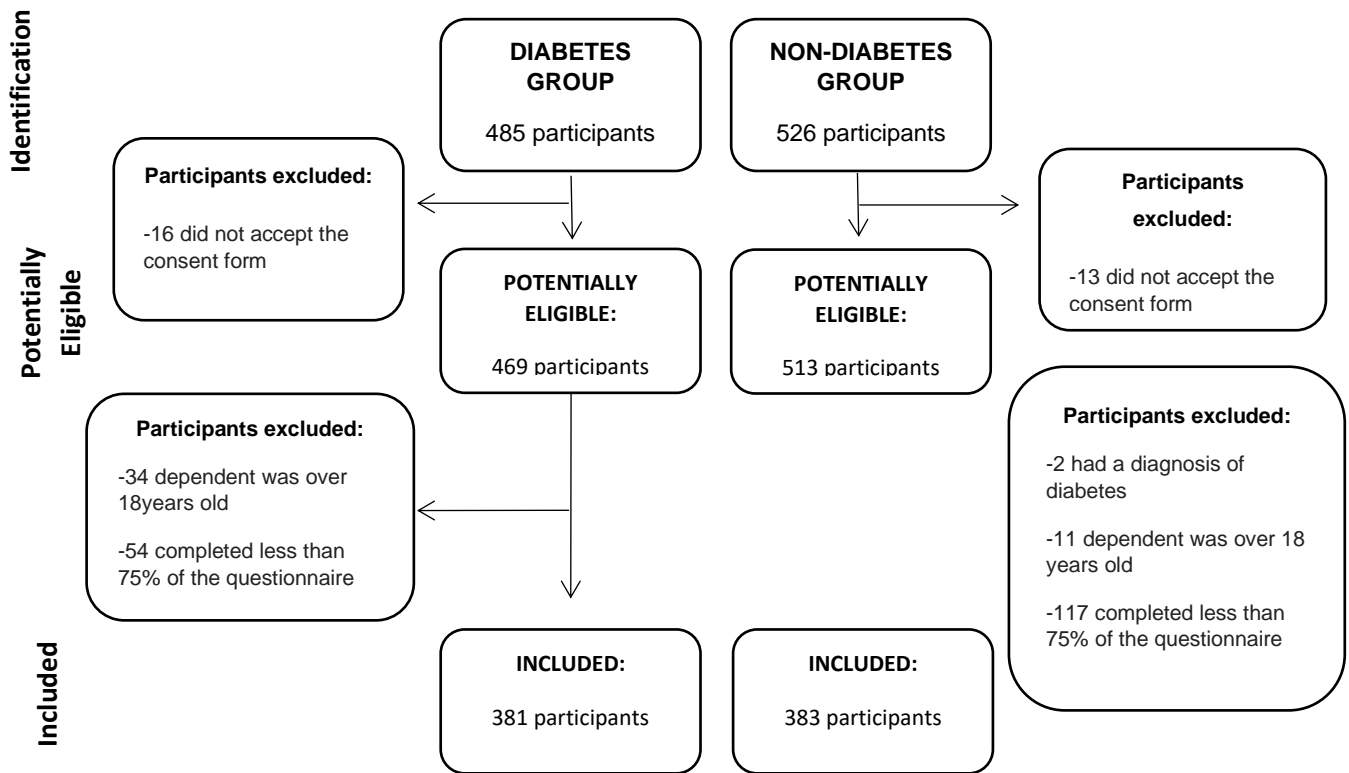 Identification
DIABETES
GROUP
485 participants
NON-DIABETES
GROUP
526 participants
Participants excluded:
-16 did not accept the
consent form
Participants
excluded:
-13 did not accept the
consent form
Potentially
Eligible
POTENTIALLY
ELIGIBLE:
469 participants
POTENTIALLY
ELIGIBLE:
513 participants
Participants excluded:
-34 dependent was over
18years old
-54 completed less than
75% of the questionnaire
Participants excluded:
-2 had a diagnosis of
diabetes
-11 dependent was over 18
years old
-117 completed less than
75% of the questionnaire
Included
INCLUDED:
381 participants
INCLUDED:
383 participants